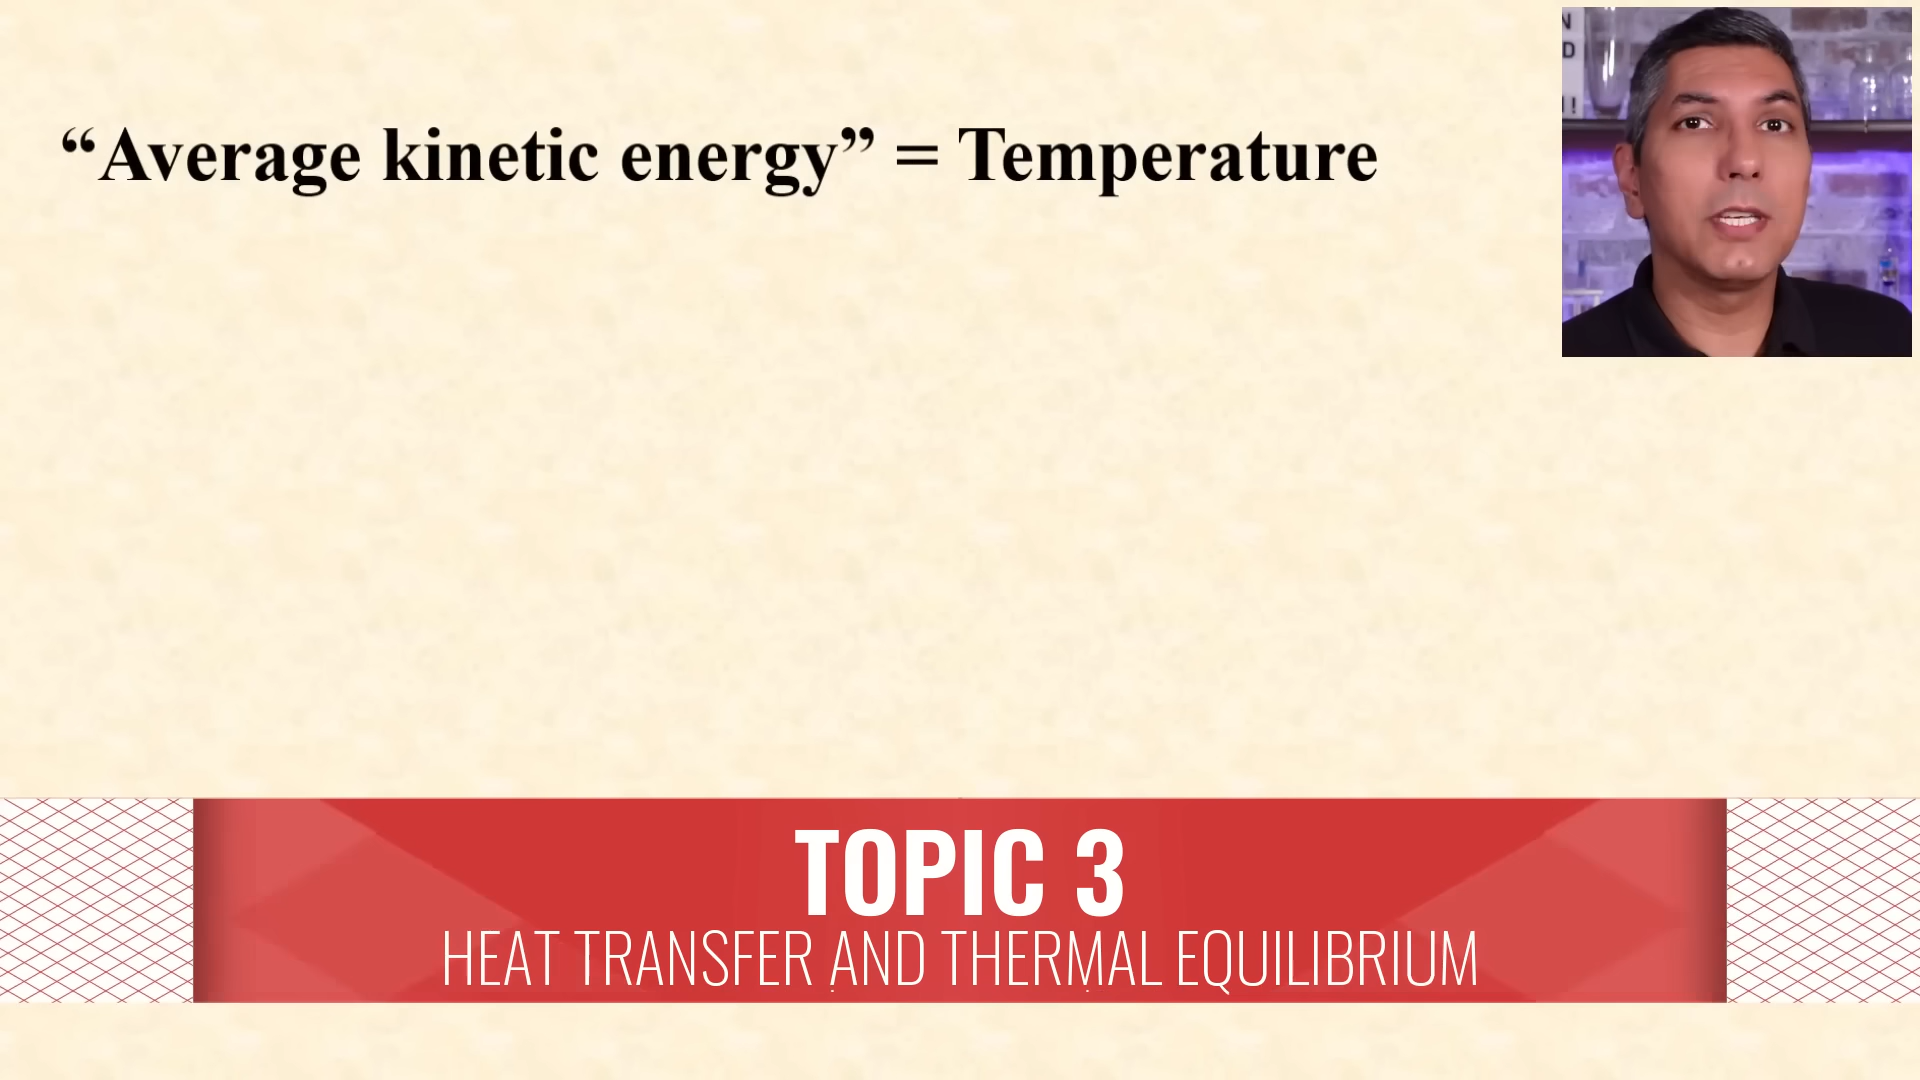 “Average kinetic energy” = Temperature
TOPIC 3
HEAT TRANSFER AND THERMAL EQUILIBRIUM